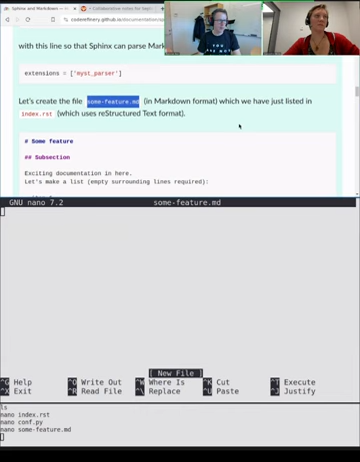 Sphinx and Markdown —
Collaborative notes for tea
coderefinery.github.io/documentation/sp
with this line so that Sphinx can parse Mark
extensions = ['myst_parser']
Let's create the file some-feature.md (in Markdown format) which we have just listed in
index.rst (which uses reStructured Text format).
# Some feature
## Subsection
Exciting documentation in here.
Let's make a list (empty surrounding lines required):
GNU nano 7.2 some-feature.md
[ New File ]
^G Help ^O Write Out ^W Where Is ^K Cut ^T Execute
^X Exit ^R Read File ^\ Replace ^U Paste ^J Justify
ls
nano index.rst
nano conf.py
nano some-feature.md